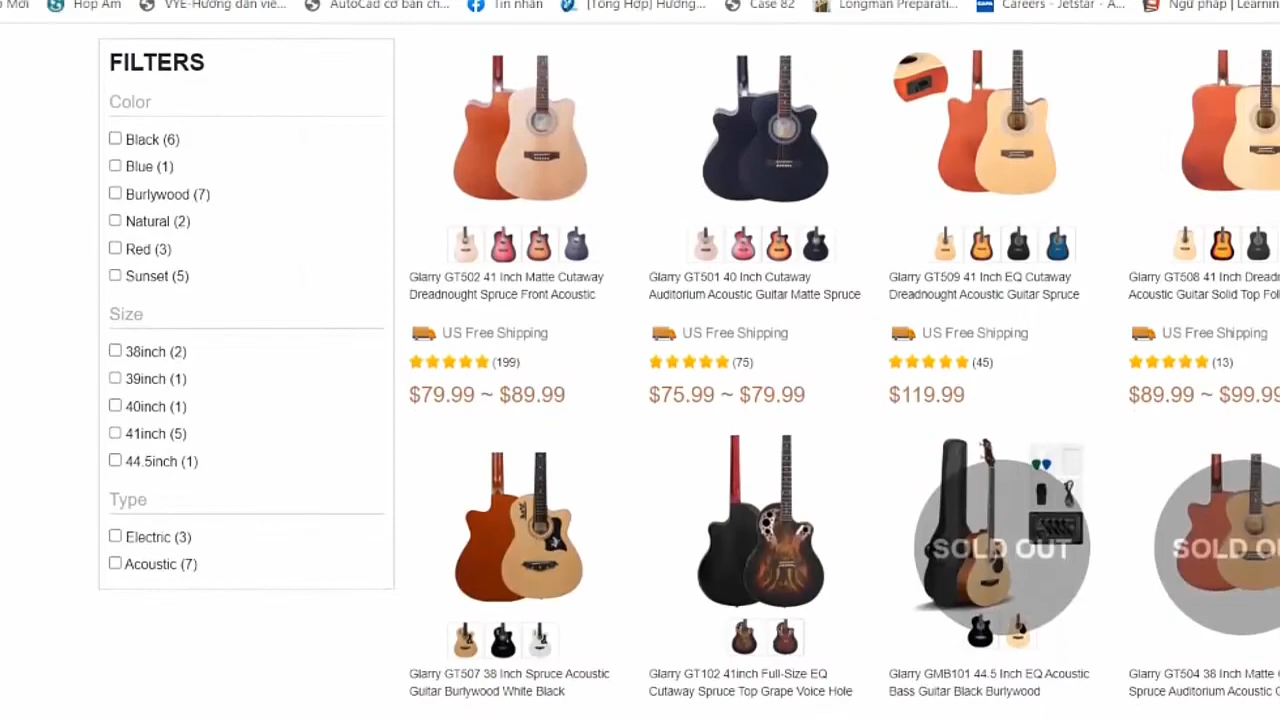 Hợp Âm
VYE-Hướng dẫn viê...
AutoCad cơ bản ch...
Tin nhắn
[Tổng Hợp] Hướng...
Case 82
Longman Preparati...
Careers - Jetstar - A...
Ngữ pháp | Learnin
FILTERS
Color
Black (6)
Blue (1)
Burlywood (7)
Natural (2)
Red (3)
Sunset (5)
Size
38inch (2)
39inch (1)
40inch (1)
41inch (5)
44.5inch (1)
Type
Electric (3)
Acoustic (7)
Glarry GT502 41 Inch Matte Cutaway
Dreadnought Spruce Front Acoustic
US Free Shipping
(199)
$79.99 ~ $89.99
Glarry GT501 40 Inch Cutaway
Auditorium Acoustic Guitar Matte Spruce
US Free Shipping
(75)
$75.99 ~ $79.99
Glarry GT509 41 Inch EQ Cutaway
Dreadnought Acoustic Guitar Spruce
US Free Shipping
(45)
$119.99
Glarry GT508 41 Inch Dreadn
Acoustic Guitar Solid Top Fol
US Free Shipping
(13)
$89.99 ~ $99.99
Glarry GT507 38 Inch Spruce Acoustic
Guitar Burlywood White Black
Glarry GT102 41inch Full-Size EQ
Cutaway Spruce Top Grape Voice Hole
SOLD OUT
Glarry GMB101 44.5 Inch EQ Acoustic
Bass Guitar Black Burlywood
SOLD OU
Glarry GT504 38 Inch Matte
Spruce Auditorium Acoustic